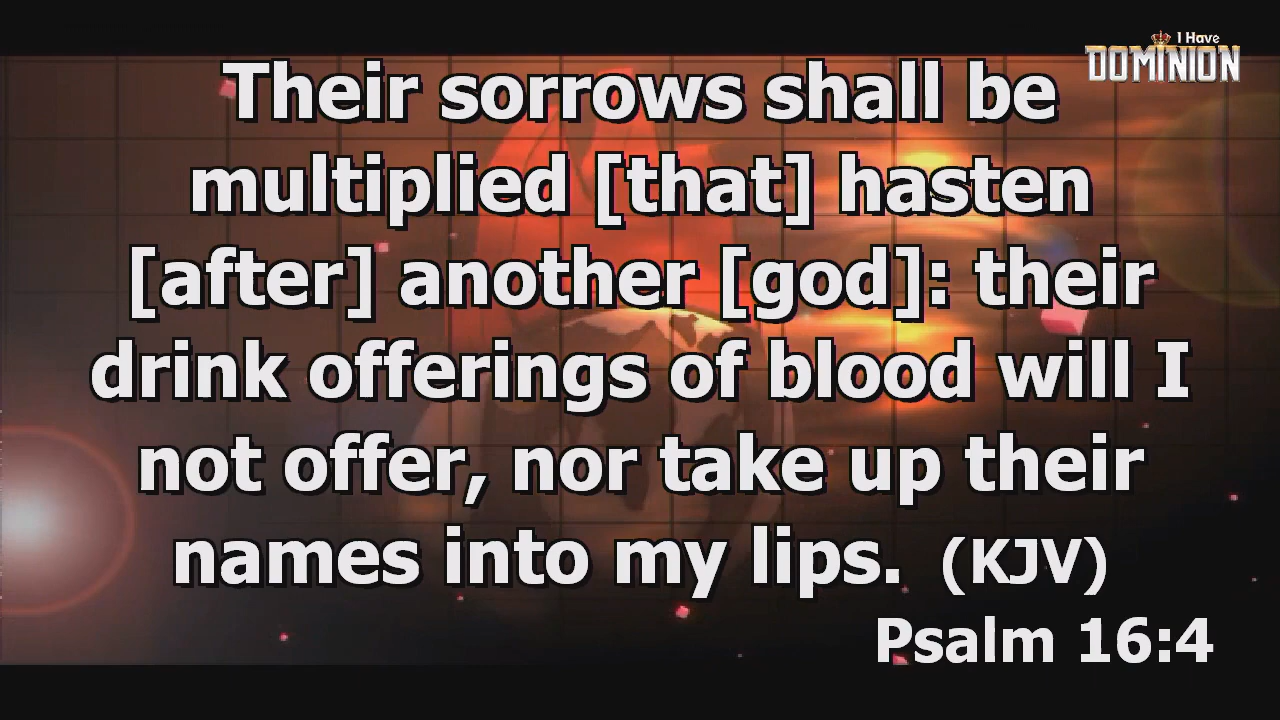 I Have
DOMINION
Their sorrows shall be
multiplied [that] hasten
[after] another [god]: their
drink offerings of blood will I
not offer, nor take up their
names into my lips. (KJV)
Psalm 16:4